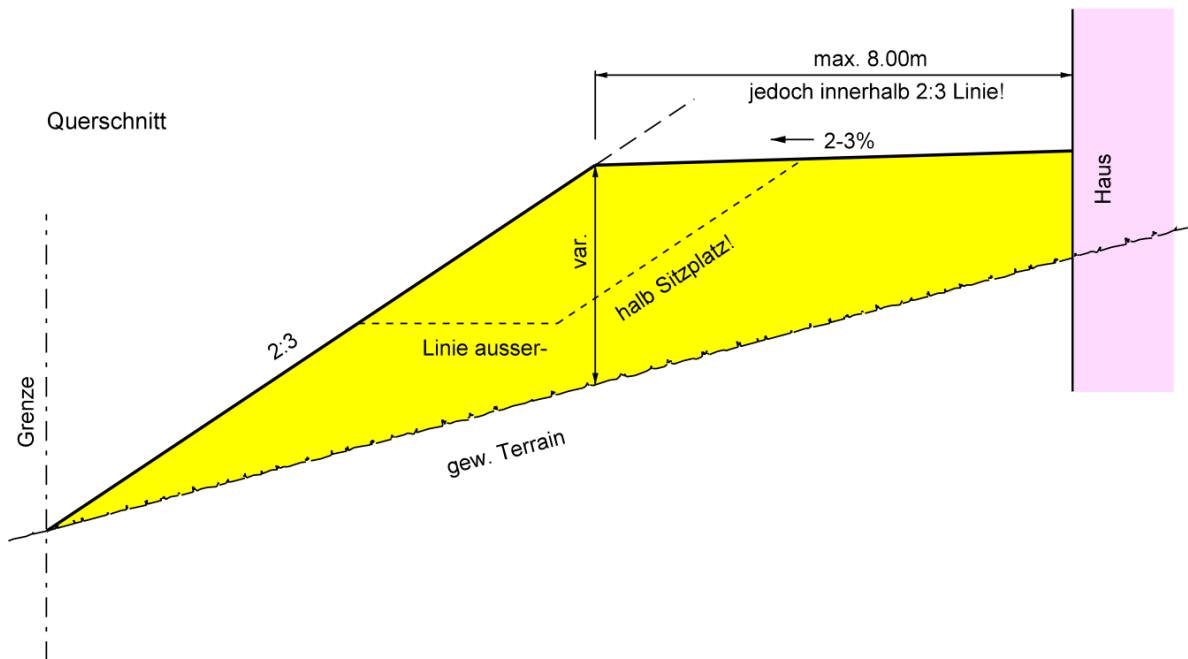 max. 8.00m
jedoch innerhalb 2:3 Linie!
Querschnitt
2-3%
Haus
var.
halb Sitzplatz!
2:3
Linie ausser-
Grenze
gew. Terrain